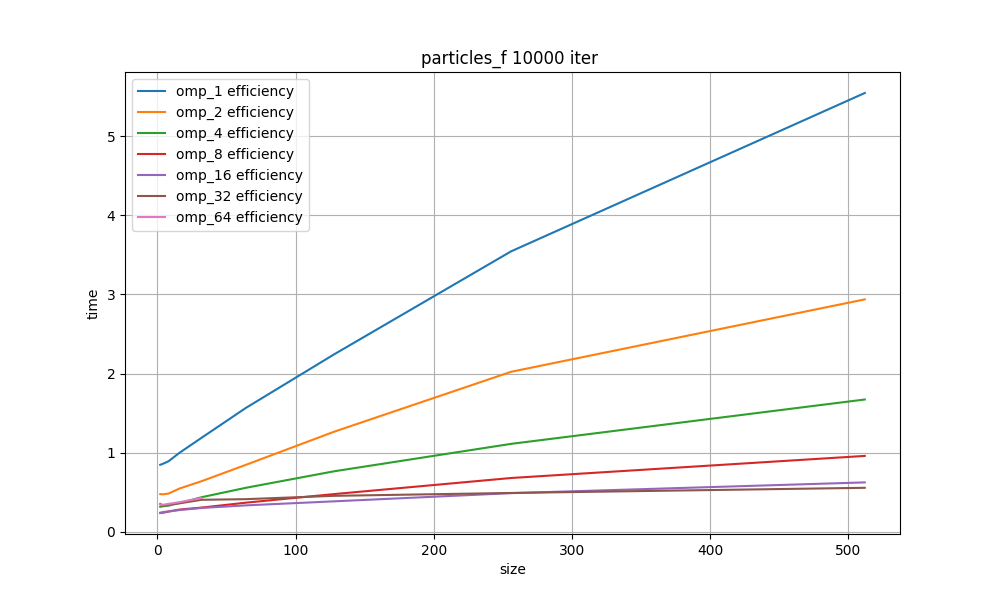 particles_f 10000 iter
omp_1 efficiency
omp_2 efficiency
omp_4 efficiency
omp_8 efficiency
omp_16 efficiency
omp_32 efficiency
omp_64 efficiency
5
4
3
2
1
0
time
0 100 200 300 400 500
size